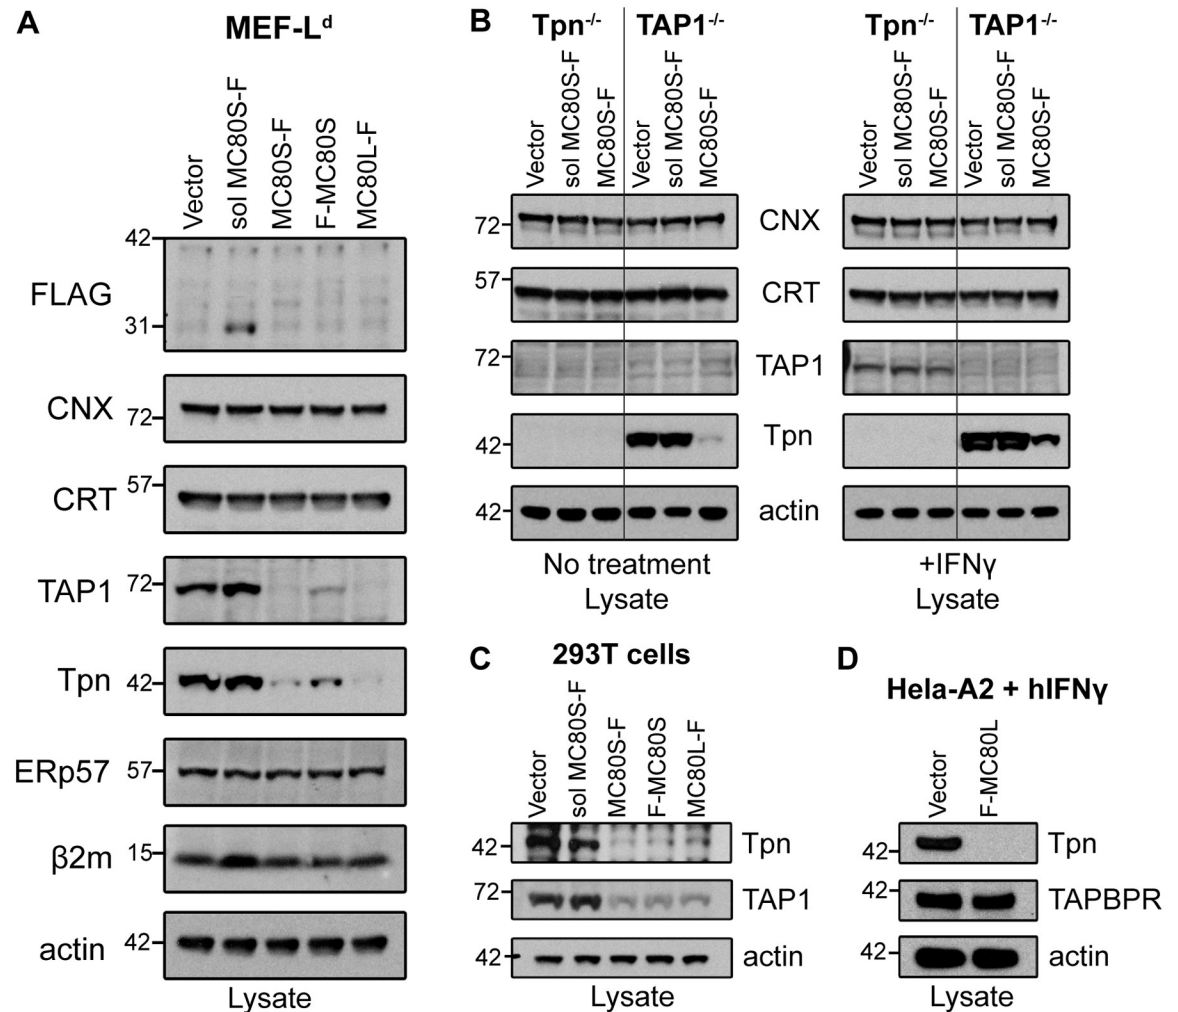 A
MEF-Lᵈ
Vector
sol MC80S-F
MC80S-F
F-MC80S
MC80L-F
42
FLAG
31
CNX
72
57
CRT
TAP1
72
Tpn
42
ERp57
57
β2m
15
actin
42
Lysate
B
Tpn⁻/⁻
TAP1⁻/⁻
Tpn⁻/⁻
TAP1⁻/⁻
Vector
sol MC80S-F
MC80S-F
Vector
sol MC80S-F
MC80S-F
Vector
sol MC80S-F
MC80S-F
Vector
sol MC80S-F
MC80S-F
72
CNX
57
CRT
72
TAP1
42
Tpn
42
actin
No treatment
Lysate
+IFNγ
Lysate
C
293T cells
Vector
sol MC80S-F
MC80S-F
F-MC80S
MC80L-F
42
Tpn
72
TAP1
42
actin
Lysate
D
Hela-A2 + hIFNγ
Vector
F-MC80L
42
Tpn
42
TAPBPR
42
actin
Lysate